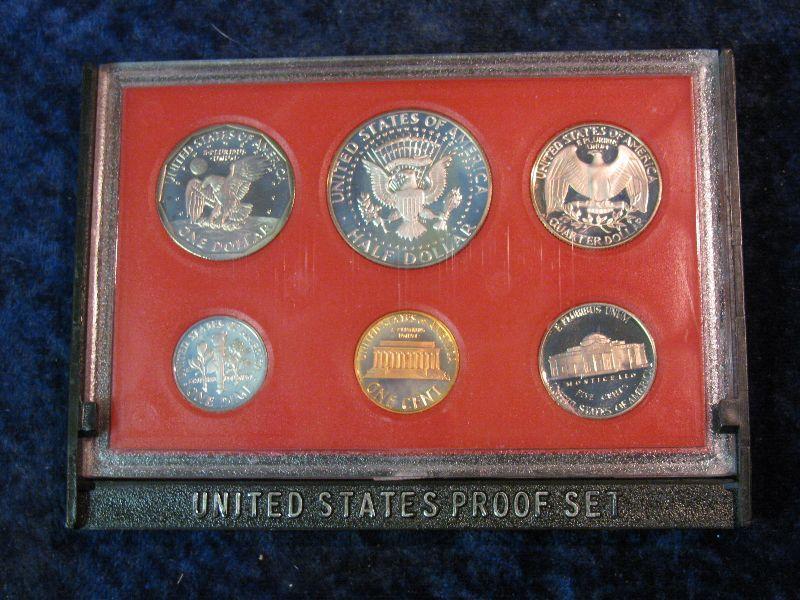 UNITED STATES OF AMERICA
E PLURIBUS
UNUM
ONE DOLLAR
UNITED STATES OF AMERICA
HALF DOLLAR
UNITED STATES OF AMERICA
E PLURIBUS
UNUM
QUARTER DOLLAR
UNITED STATES OF AMERICA
ONE DIME
UNITED STATES OF AMERICA
E PLURIBUS
UNUM
ONE CENT
E PLURIBUS UNUM
MONTICELLO
FIVE CENTS
UNITED STATES OF AMERICA
UNITED STATES PROOF SET